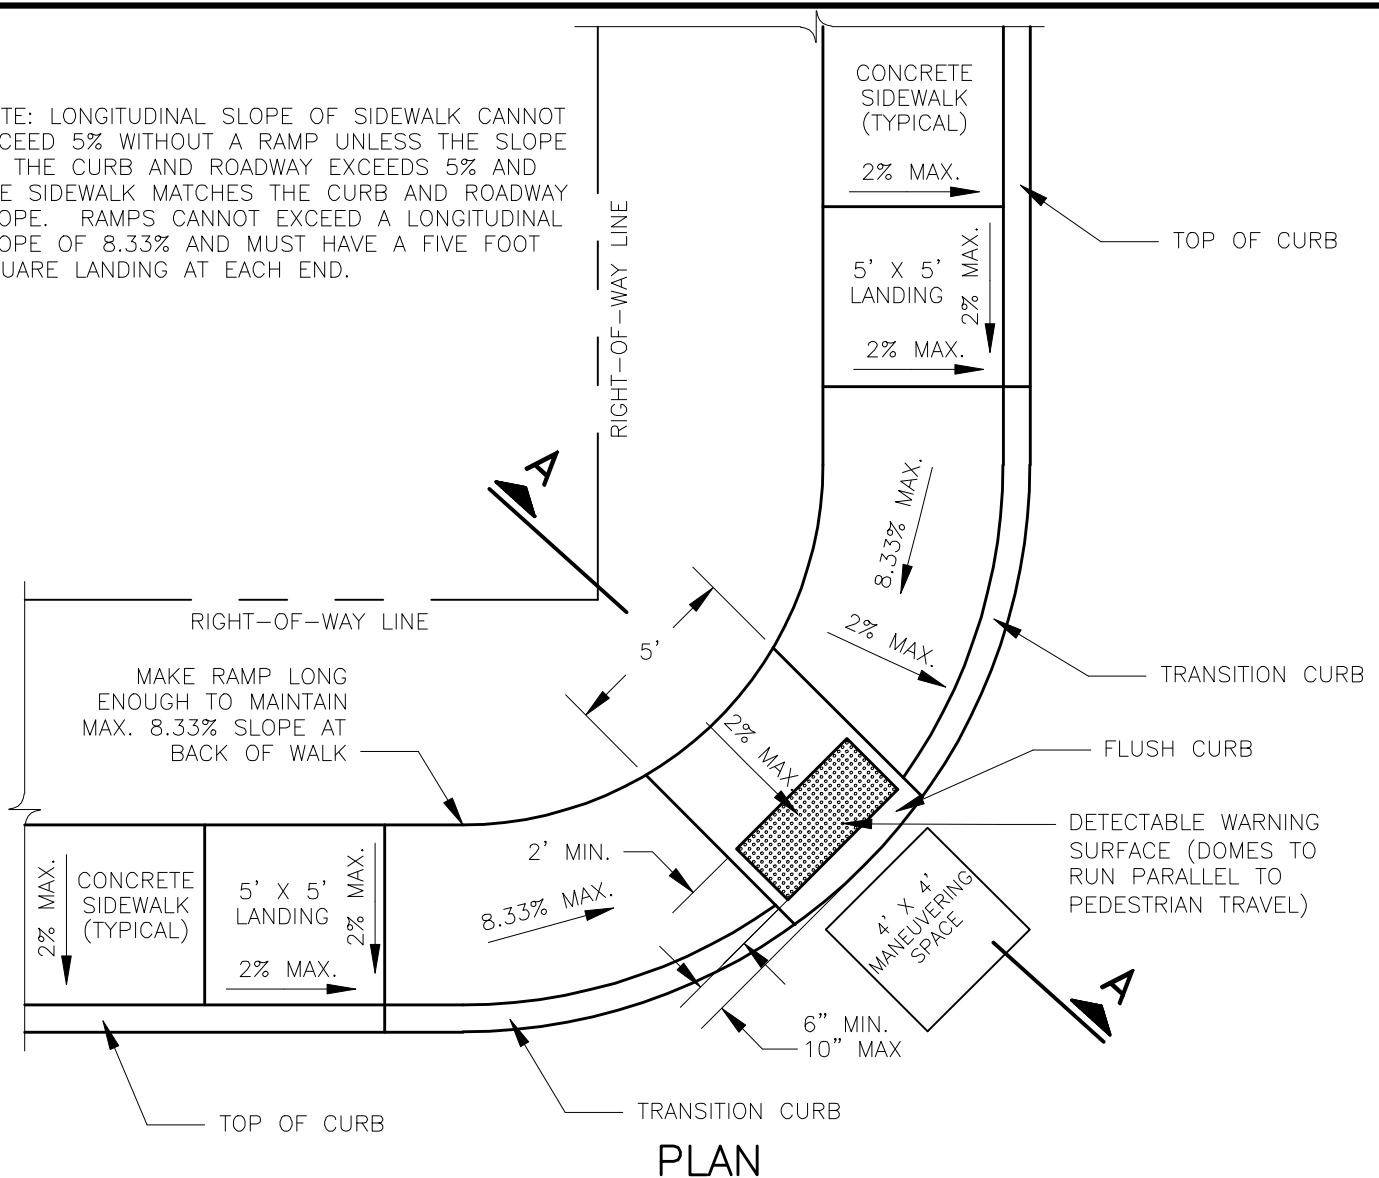 TE: LONGITUDINAL SLOPE OF SIDEWALK CANNOT
CEED 5% WITHOUT A RAMP UNLESS THE SLOPE
THE CURB AND ROADWAY EXCEEDS 5% AND
E SIDEWALK MATCHES THE CURB AND ROADWAY
OPE. RAMPS CANNOT EXCEED A LONGITUDINAL
OPE OF 8.33% AND MUST HAVE A FIVE FOOT
UARE LANDING AT EACH END.
CONCRETE
SIDEWALK
(TYPICAL)
2% MAX.
TOP OF CURB
5' X 5'
LANDING
2% MAX.
2% MAX.
RIGHT-OF-WAY LINE
A
8.33% MAX.
2% MAX.
RIGHT-OF-WAY LINE
5'
MAKE RAMP LONG
ENOUGH TO MAINTAIN
MAX. 8.33% SLOPE AT
BACK OF WALK
TRANSITION CURB
2% MAX.
FLUSH CURB
DETECTABLE WARNING
SURFACE (DOMES TO
RUN PARALLEL TO
PEDESTRIAN TRAVEL)
2' MIN.
8.33% MAX.
2% MAX.
CONCRETE
SIDEWALK
(TYPICAL)
5' X 5'
LANDING
2% MAX.
2% MAX.
4' X 4'
MANEUVERING
SPACE
A
6" MIN.
10" MAX
TOP OF CURB
TRANSITION CURB
PLAN